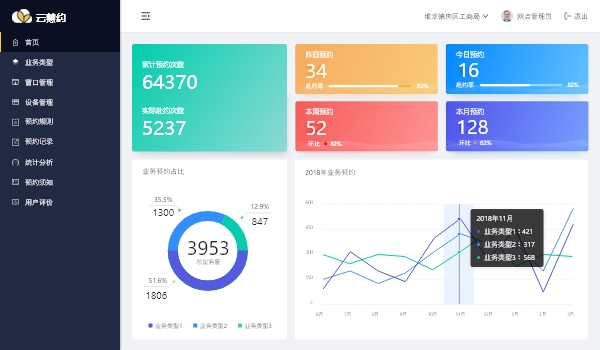 云慧约
堆龙德庆区工商局
网点管理员
退出
首页
业务类型
窗口管理
设备管理
预约规则
预约记录
统计分析
预约须知
用户评价
累计预约次数
64370
实际赴约次数
5237
昨日预约
34
赴约率 82%
今日预约
16
赴约率 82%
本周预约
52
环比 82%
本月预约
128
环比 82%
业务预约占比
35.5%
1300
12.9%
847
3953
总业务量
51.6%
1806
业务类型1 业务类型2 业务类型3
2018年业务预约
600
450
300
150
0
2018年11月
业务类型1：421
业务类型2：317
业务类型3：568
6月 7月 8月 9月 10月 11月 12月 1月 2月 3月